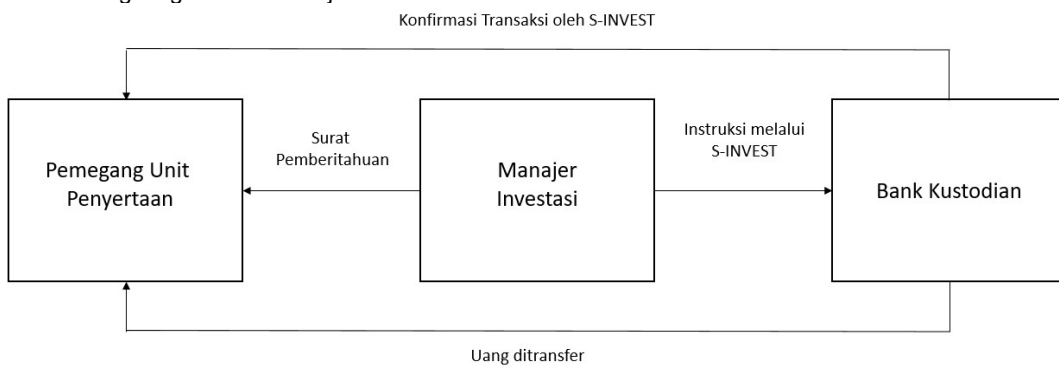 Konfirmasi Transaksi oleh S-INVEST
Surat
Pemberitahuan
Instruksi melalui
S-INVEST
Pemegang Unit
Penyertaan
Manajer
Investasi
Bank Kustodian
Uang ditransfer